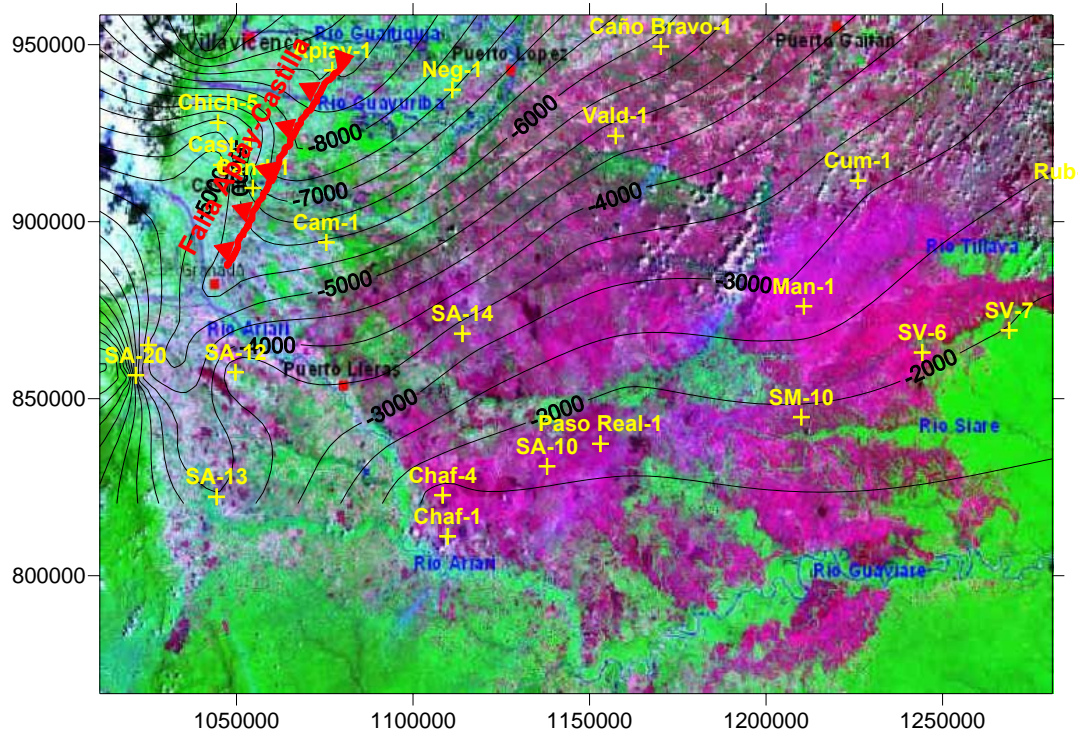 950000
900000
850000
800000
1050000
1100000
1150000
1200000
1250000
Rio Guatiquia
Caño Bravo-1
Puerto Gaitan
Puerto Lopez
Neg-1
Rio Guayuriba
Chich-5
Vald-1
Cum-1
Rub
Falla Apiay-Castilla
Cam-1
Granada
Rio Tillava
Man-1
SV-7
SV-6
SA-14
Rio Ariari
SA-12
SA-20
Puerto Lleras
SM-10
Rio Siare
Paso Real-1
SA-10
SA-13
Chaf-4
Chaf-1
Rio Ariari
Rio Guaviare
-8000
-7000
-6000
-5000
-5000
-4000
-4000
-3000
-3000
-2000